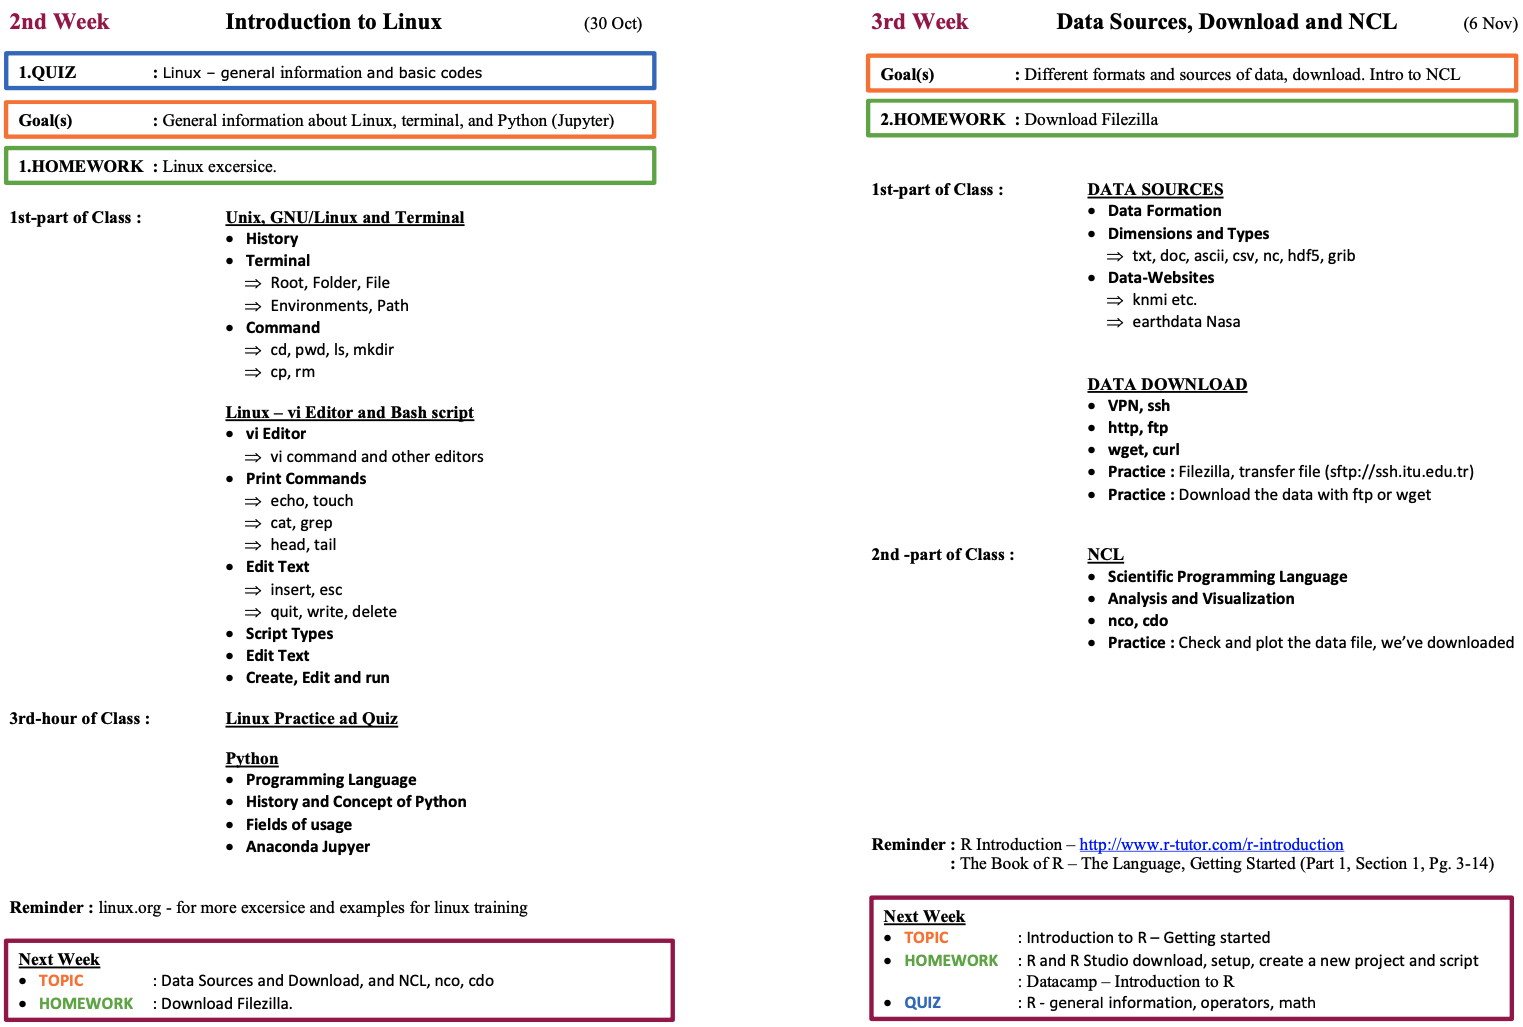 2nd Week Introduction to Linux (30 Oct)
1.QUIZ : Linux – general information and basic codes
Goal(s) : General information about Linux, terminal, and Python (Jupyter)
1.HOMEWORK : Linux excersice.
1st-part of Class : Unix, GNU/Linux and Terminal
• History
• Terminal
⇒ Root, Folder, File
⇒ Environments, Path
• Command
⇒ cd, pwd, ls, mkdir
⇒ cp, rm
Linux – vi Editor and Bash script
• vi Editor
⇒ vi command and other editors
• Print Commands
⇒ echo, touch
⇒ cat, grep
⇒ head, tail
• Edit Text
⇒ insert, esc
⇒ quit, write, delete
• Script Types
• Edit Text
• Create, Edit and run
3rd-hour of Class : Linux Practice ad Quiz
Python
• Programming Language
• History and Concept of Python
• Fields of usage
• Anaconda Jupyer
Reminder : linux.org - for more excersice and examples for linux training
Next Week
• TOPIC : Data Sources and Download, and NCL, nco, cdo
• HOMEWORK : Download Filezilla.
3rd Week Data Sources, Download and NCL (6 Nov)
Goal(s) : Different formats and sources of data, download. Intro to NCL
2.HOMEWORK : Download Filezilla
1st-part of Class : DATA SOURCES
• Data Formation
• Dimensions and Types
⇒ txt, doc, ascii, csv, nc, hdf5, grib
• Data-Websites
⇒ knmi etc.
⇒ earthdata Nasa
DATA DOWNLOAD
• VPN, ssh
• http, ftp
• wget, curl
• Practice : Filezilla, transfer file (sftp://ssh.itu.edu.tr)
• Practice : Download the data with ftp or wget
2nd -part of Class : NCL
• Scientific Programming Language
• Analysis and Visualization
• nco, cdo
• Practice : Check and plot the data file, we’ve downloaded
Reminder : R Introduction – http://www.r-tutor.com/r-introduction
: The Book of R – The Language, Getting Started (Part 1, Section 1, Pg. 3-14)
Next Week
• TOPIC : Introduction to R – Getting started
• HOMEWORK : R and R Studio download, setup, create a new project and script
: Datacamp – Introduction to R
• QUIZ : R - general information, operators, math